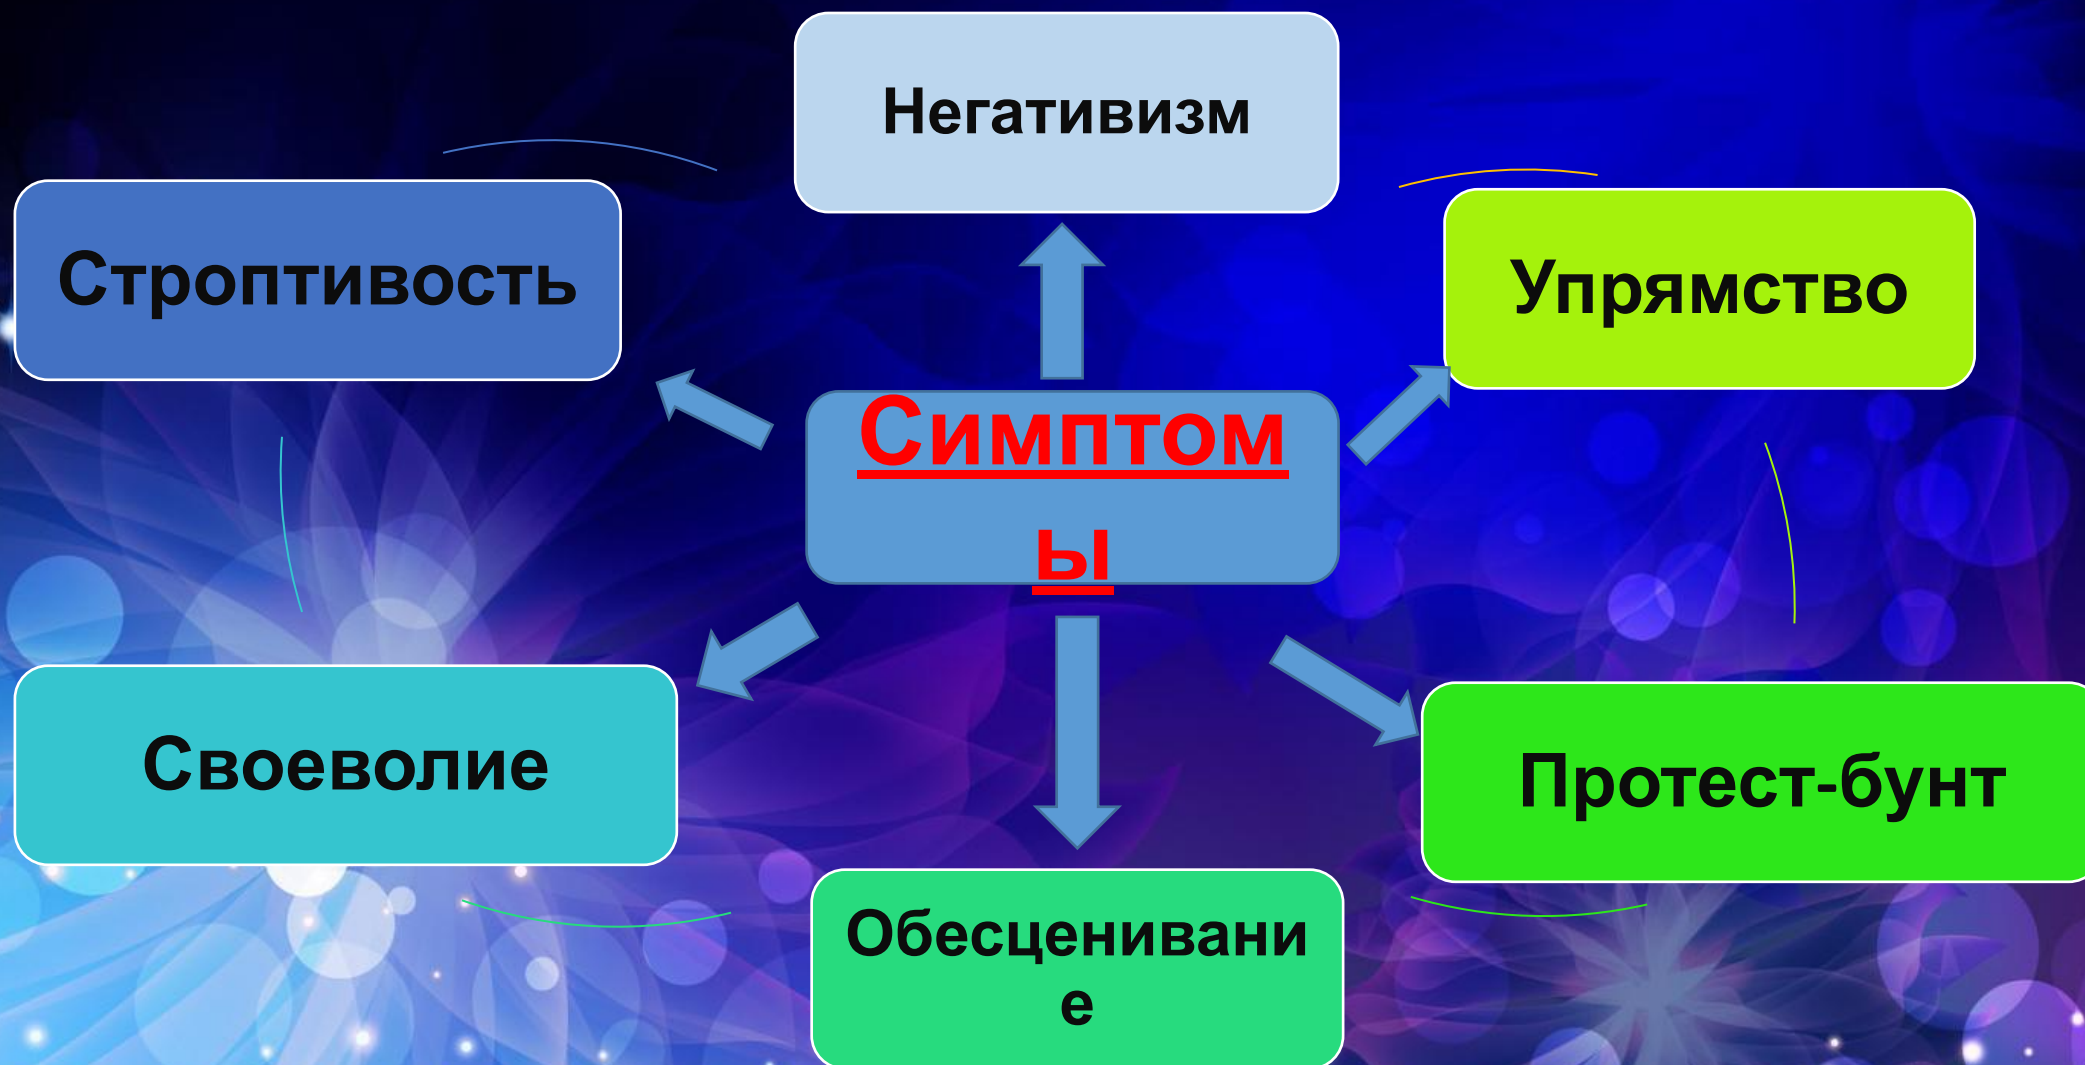 Негативизм
Строптивость
Упрямство
Симптом
ы
Своеволие
Протест-бунт
Обесценивани
е